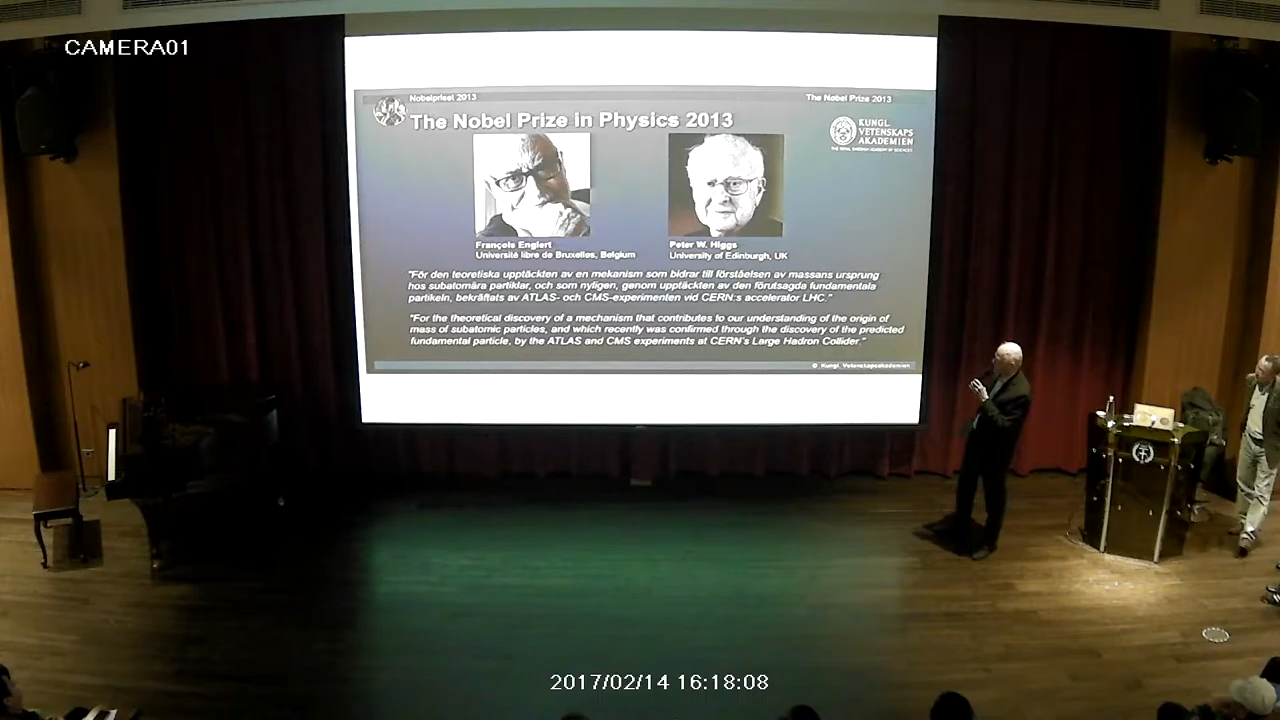 CAMERA01
Nobelpriset 2013
The Nobel Prize 2013
The Nobel Prize in Physics 2013
KUNGL.
VETENSKAPS
AKADEMIEN
THE ROYAL SWEDISH ACADEMY OF SCIENCES
François Englert
Université libre de Bruxelles, Belgium
Peter W. Higgs
University of Edinburgh, UK
"För den teoretiska upptäckten av en mekanism som bidrar till förståelsen av massans ursprung
hos subatomära partiklar, och som nyligen, genom upptäckten av den förutsagda fundamentala
partikeln, bekräftats av ATLAS- och CMS-experimenten vid CERN:s accelerator LHC."
"For the theoretical discovery of a mechanism that contributes to our understanding of the origin of
mass of subatomic particles, and which recently was confirmed through the discovery of the predicted
fundamental particle, by the ATLAS and CMS experiments at CERN's Large Hadron Collider."
© Kungl. Vetenskapsakademien
2017/02/14 16:18:08